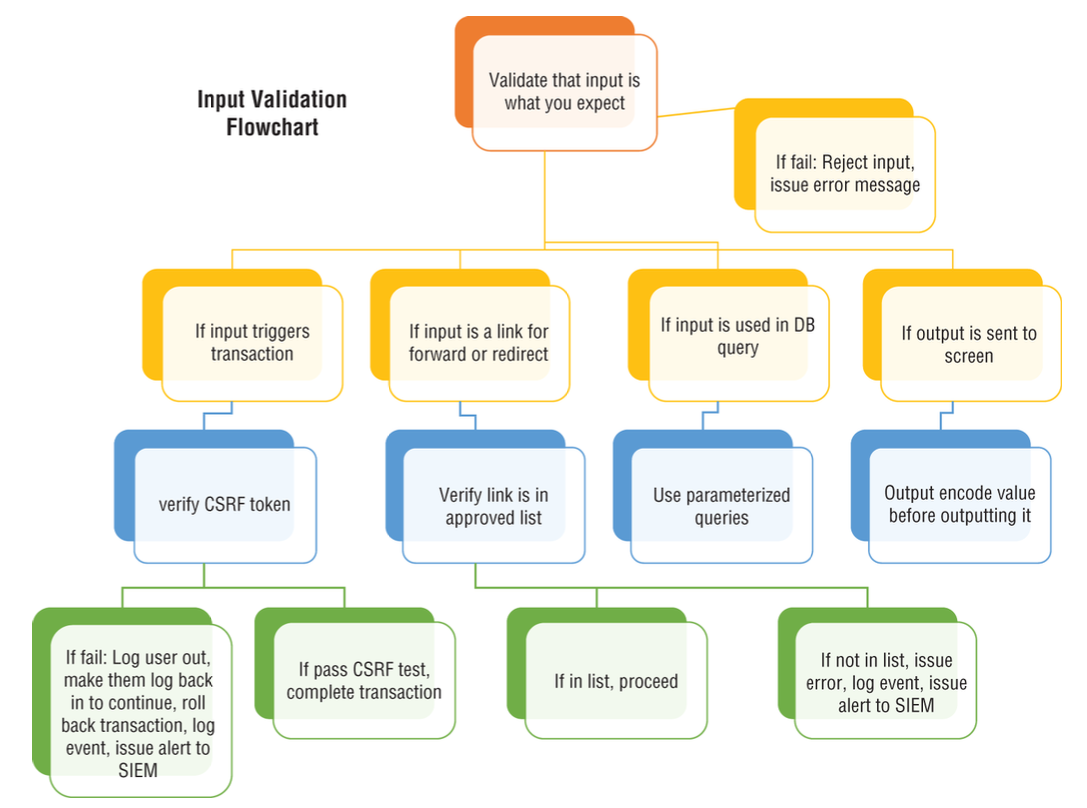 Input Validation
Flowchart
Validate that input is
what you expect
If fail: Reject input,
issue error message
If input triggers
transaction
If input is a link for
forward or redirect
If input is used in DB
query
If output is sent to
screen
verify CSRF token
Verify link is in
approved list
Use parameterized
queries
Output encode value
before outputting it
If fail: Log user out,
make them log back
in to continue, roll
back transaction, log
event, issue alert to
SIEM
If pass CSRF test,
complete transaction
If in list, proceed
If not in list, issue
error, log event, issue
alert to SIEM